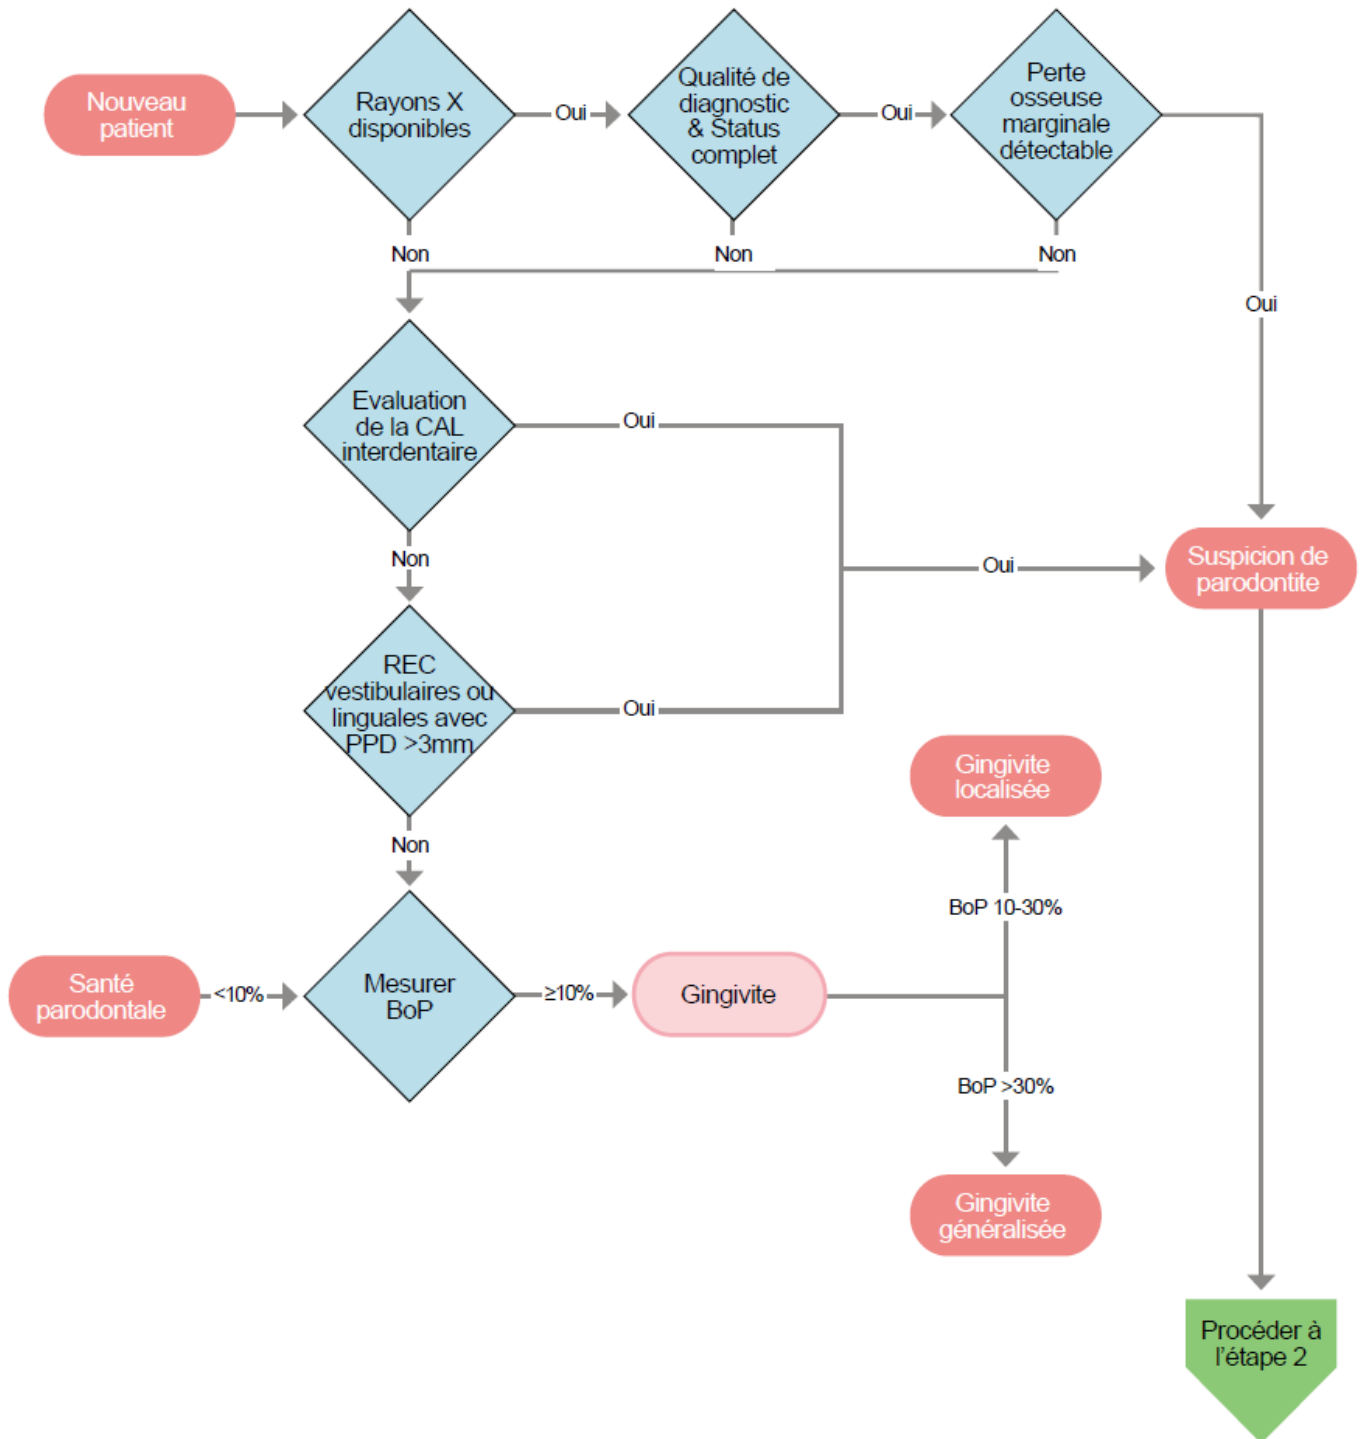 Nouveau
patient
Rayons X
disponibles
Oui
Qualité de
diagnostic
& Status
complet
Oui
Perte
osseuse
marginale
détectable
Non
Non
Non
Oui
Evaluation
de la CAL
interdentaire
Oui
Non
Oui
Suspicion de
parodontite
REC
vestibulaires ou
linguales avec
PPD >3mm
Oui
Non
Gingivite
localisée
BoP 10-30%
Santé
parodontale
<10%
Mesurer
BoP
≥10%
Gingivite
BoP >30%
Gingivite
généralisée
Procéder à
l'étape 2